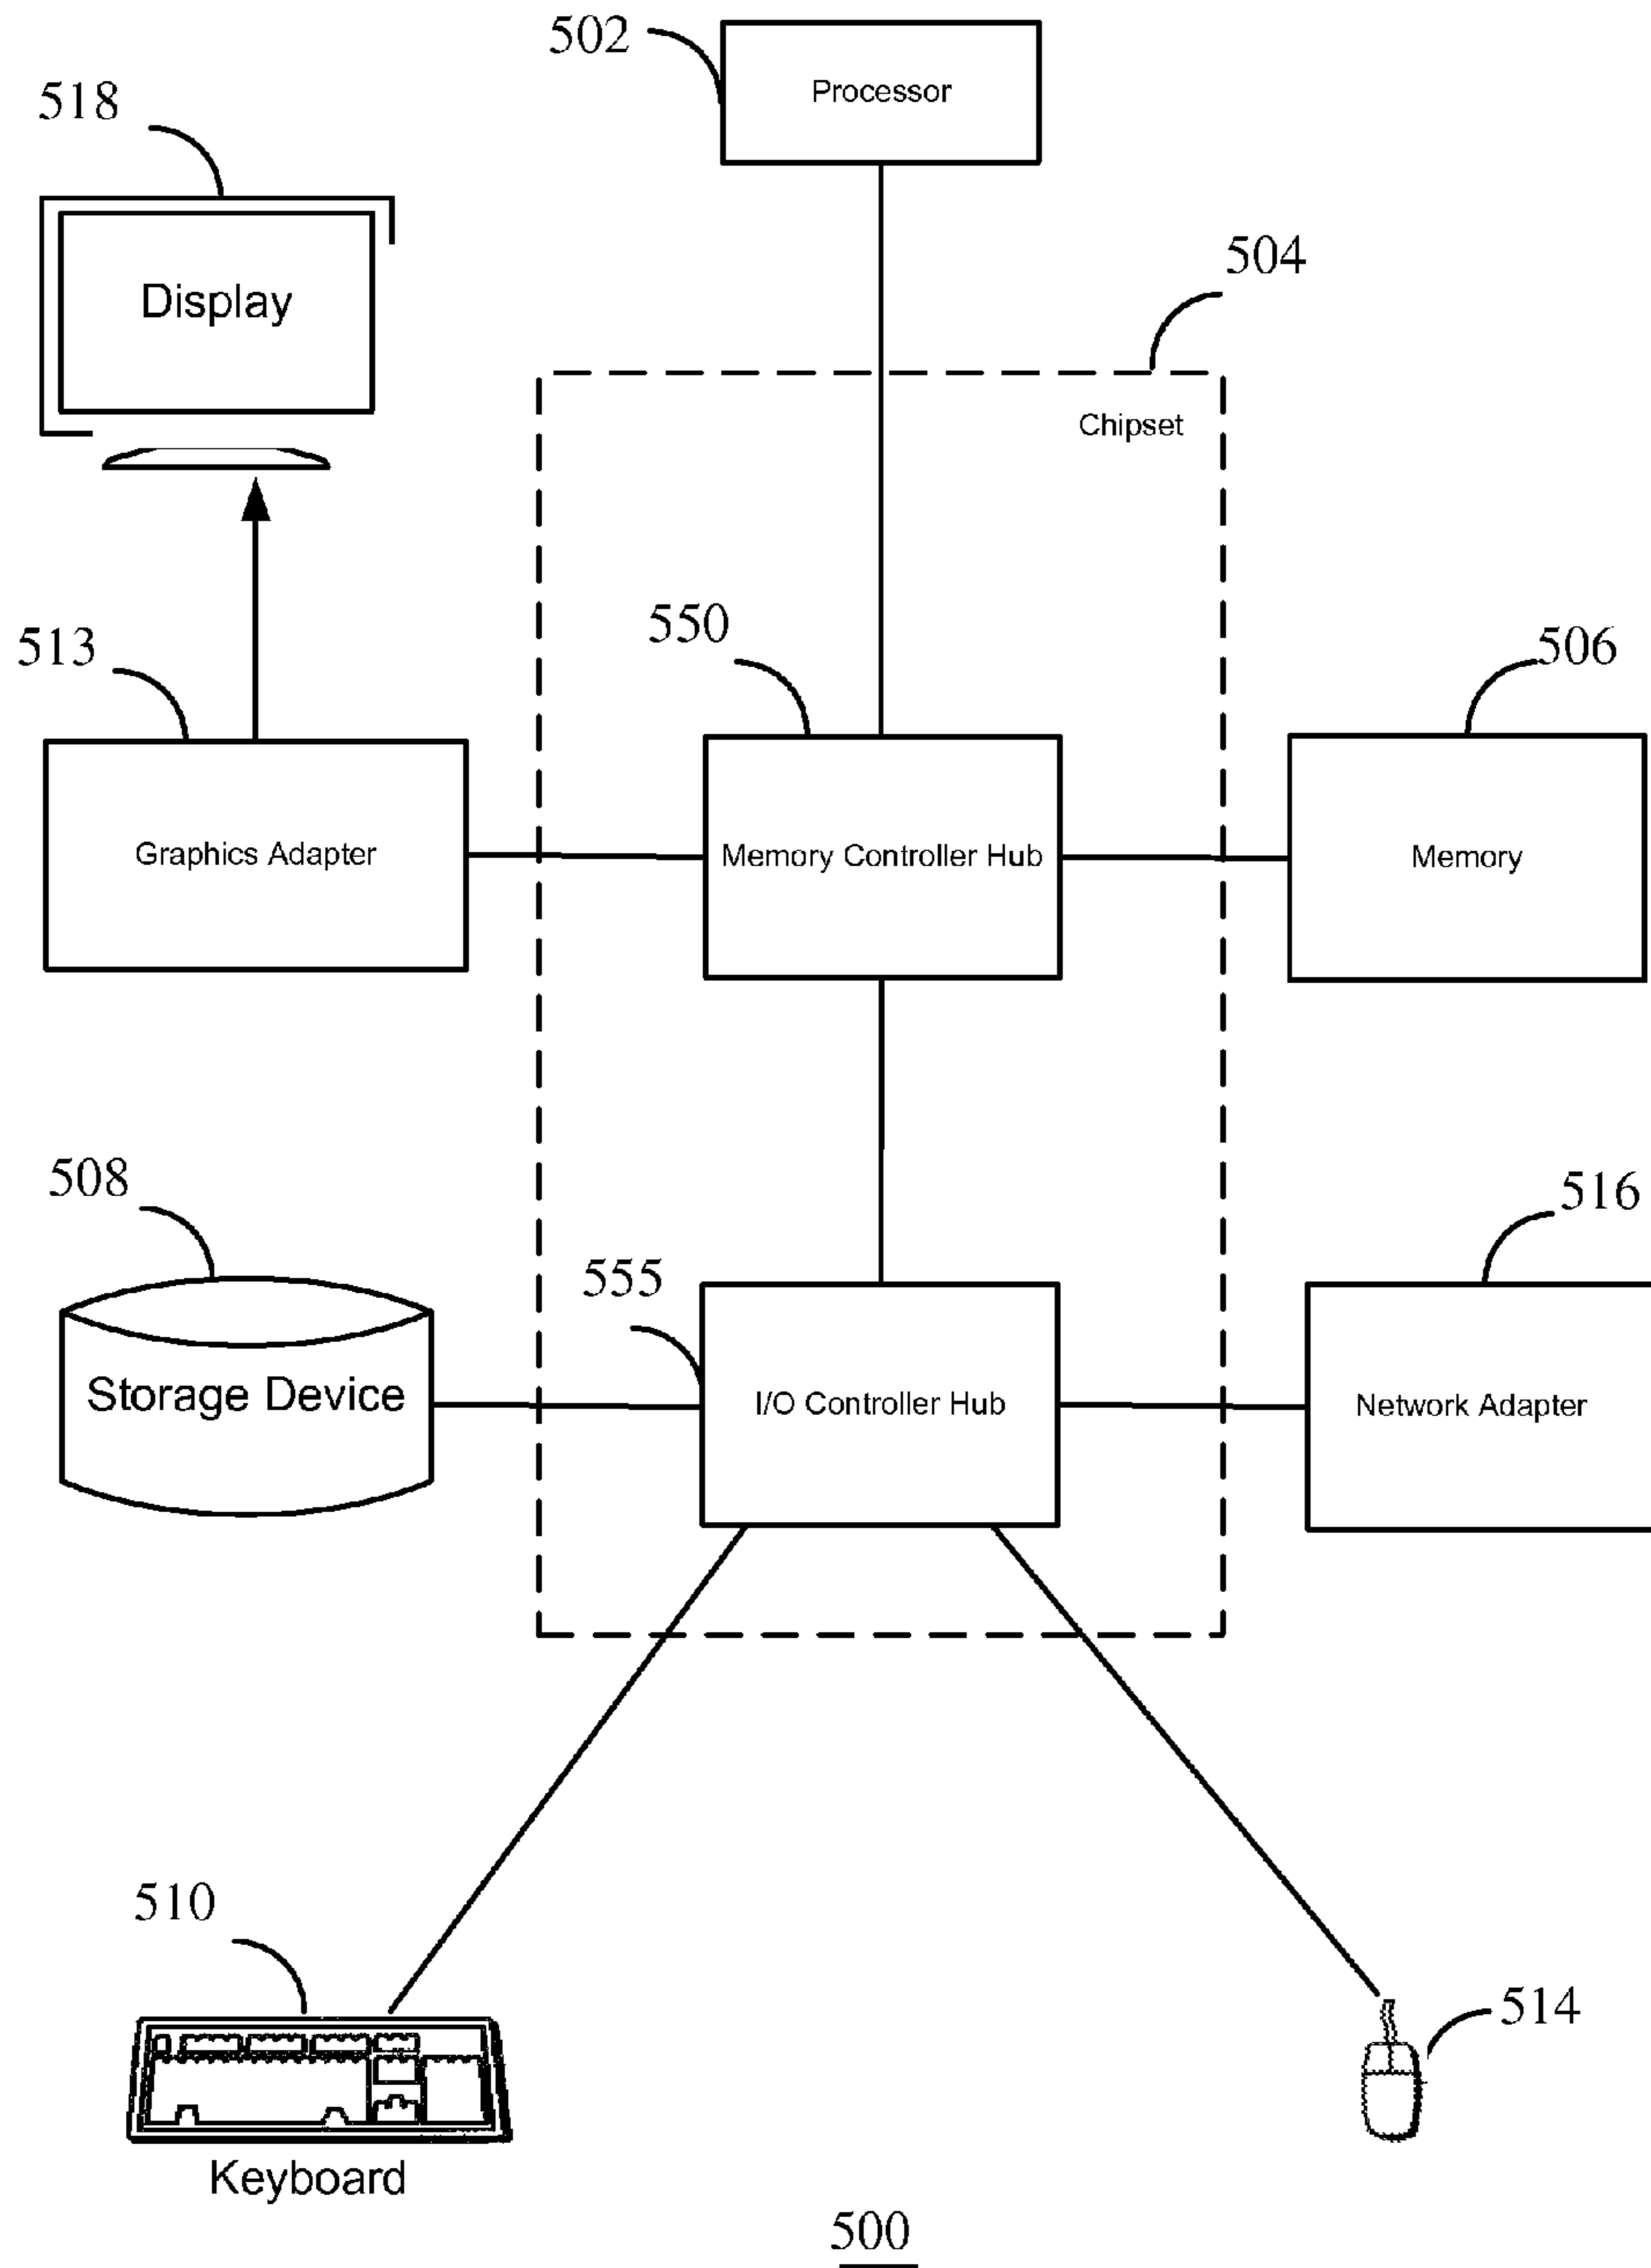 502
Processor
518
Display
504
Chipset
513
550
506
Graphics Adapter
Memory Controller Hub
Memory
508
555
516
Storage Device
I/O Controller Hub
Network Adapter
510
514
Keyboard
500